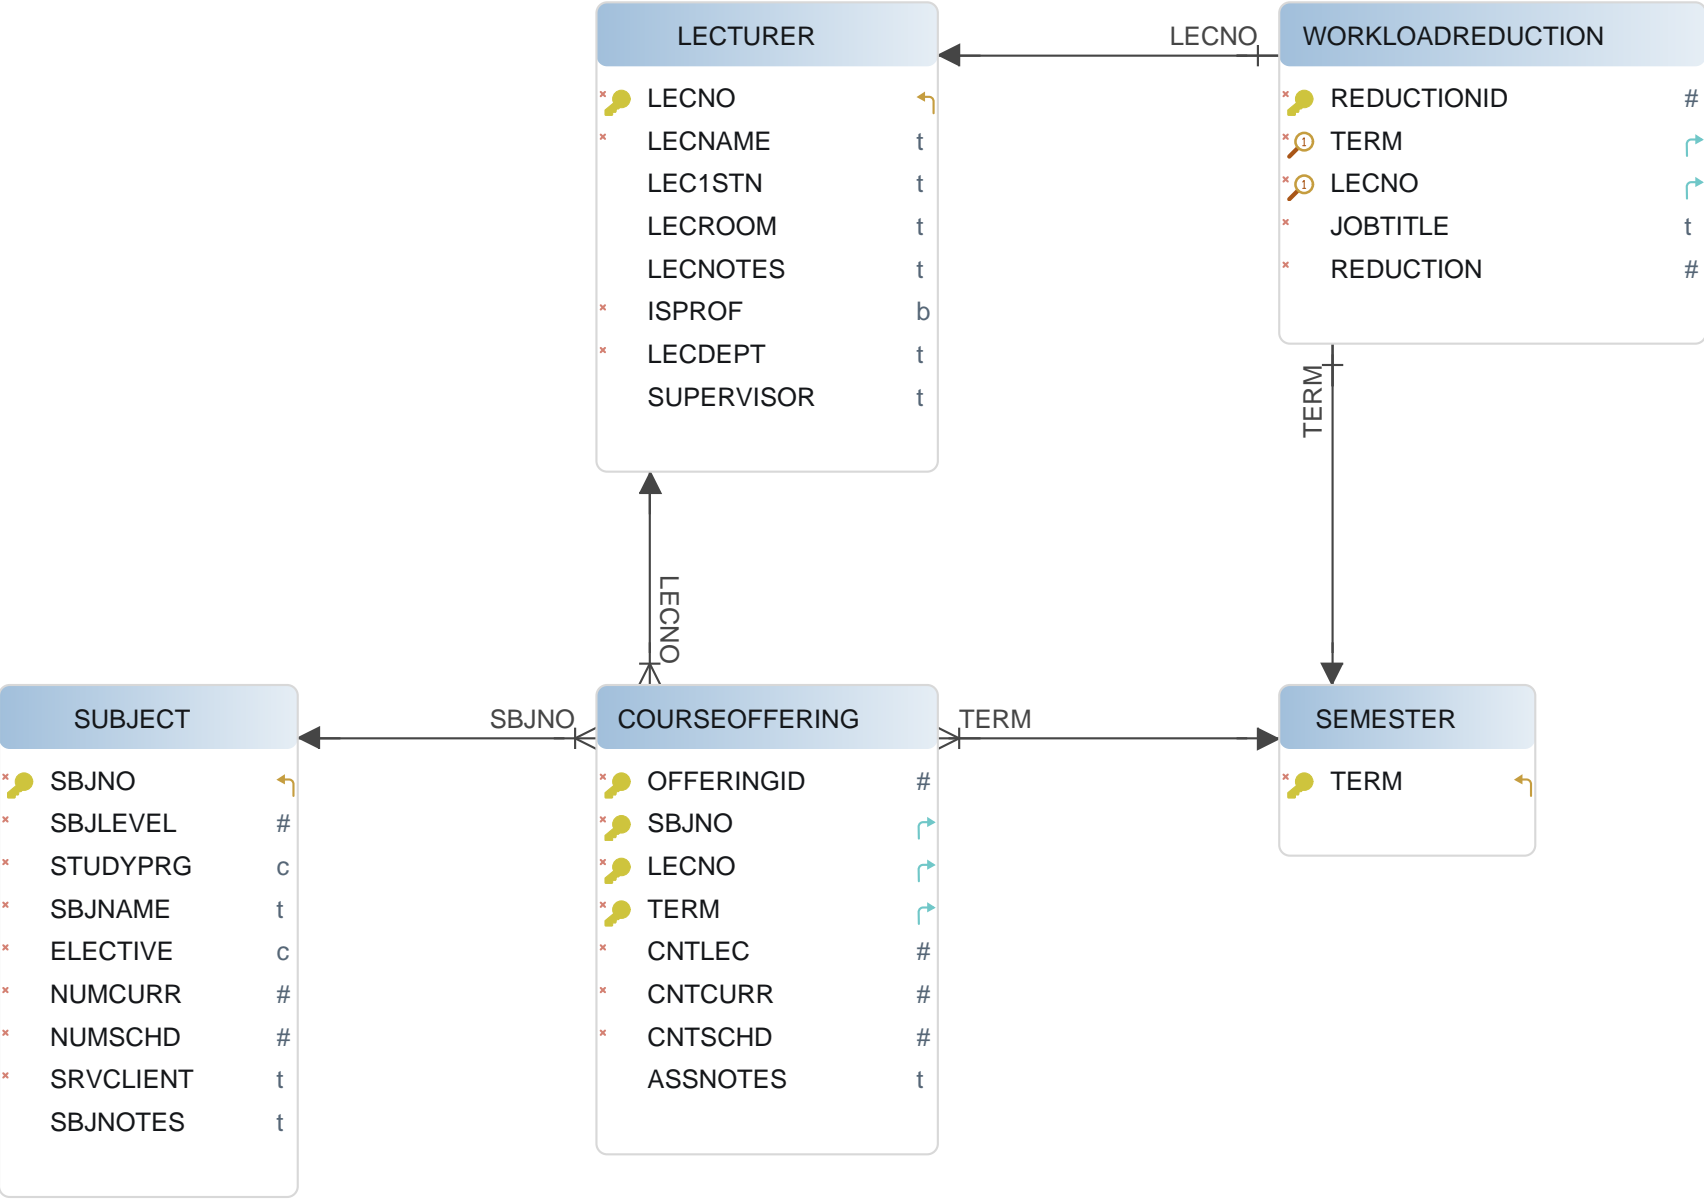 LECTURER
LECNO
LECNAME t
LEC1STN t
LECROOM t
LECNOTES t
ISPROF b
LECDEPT t
SUPERVISOR t
LECNO
WORKLOADREDUCTION
REDUCTIONID #
1 TERM
1 LECNO
JOBTITLE t
REDUCTION #
TERM
LECNO
SUBJECT
SBJNO
SBJLEVEL #
STUDYPRG c
SBJNAME t
ELECTIVE c
NUMCURR #
NUMSCHD #
SRVCLIENT t
SBJNOTES t
SBJNO
COURSEOFFERING
OFFERINGID #
SBJNO
LECNO
TERM
CNTLEC #
CNTCURR #
CNTSCHD #
ASSNOTES t
TERM
SEMESTER
TERM